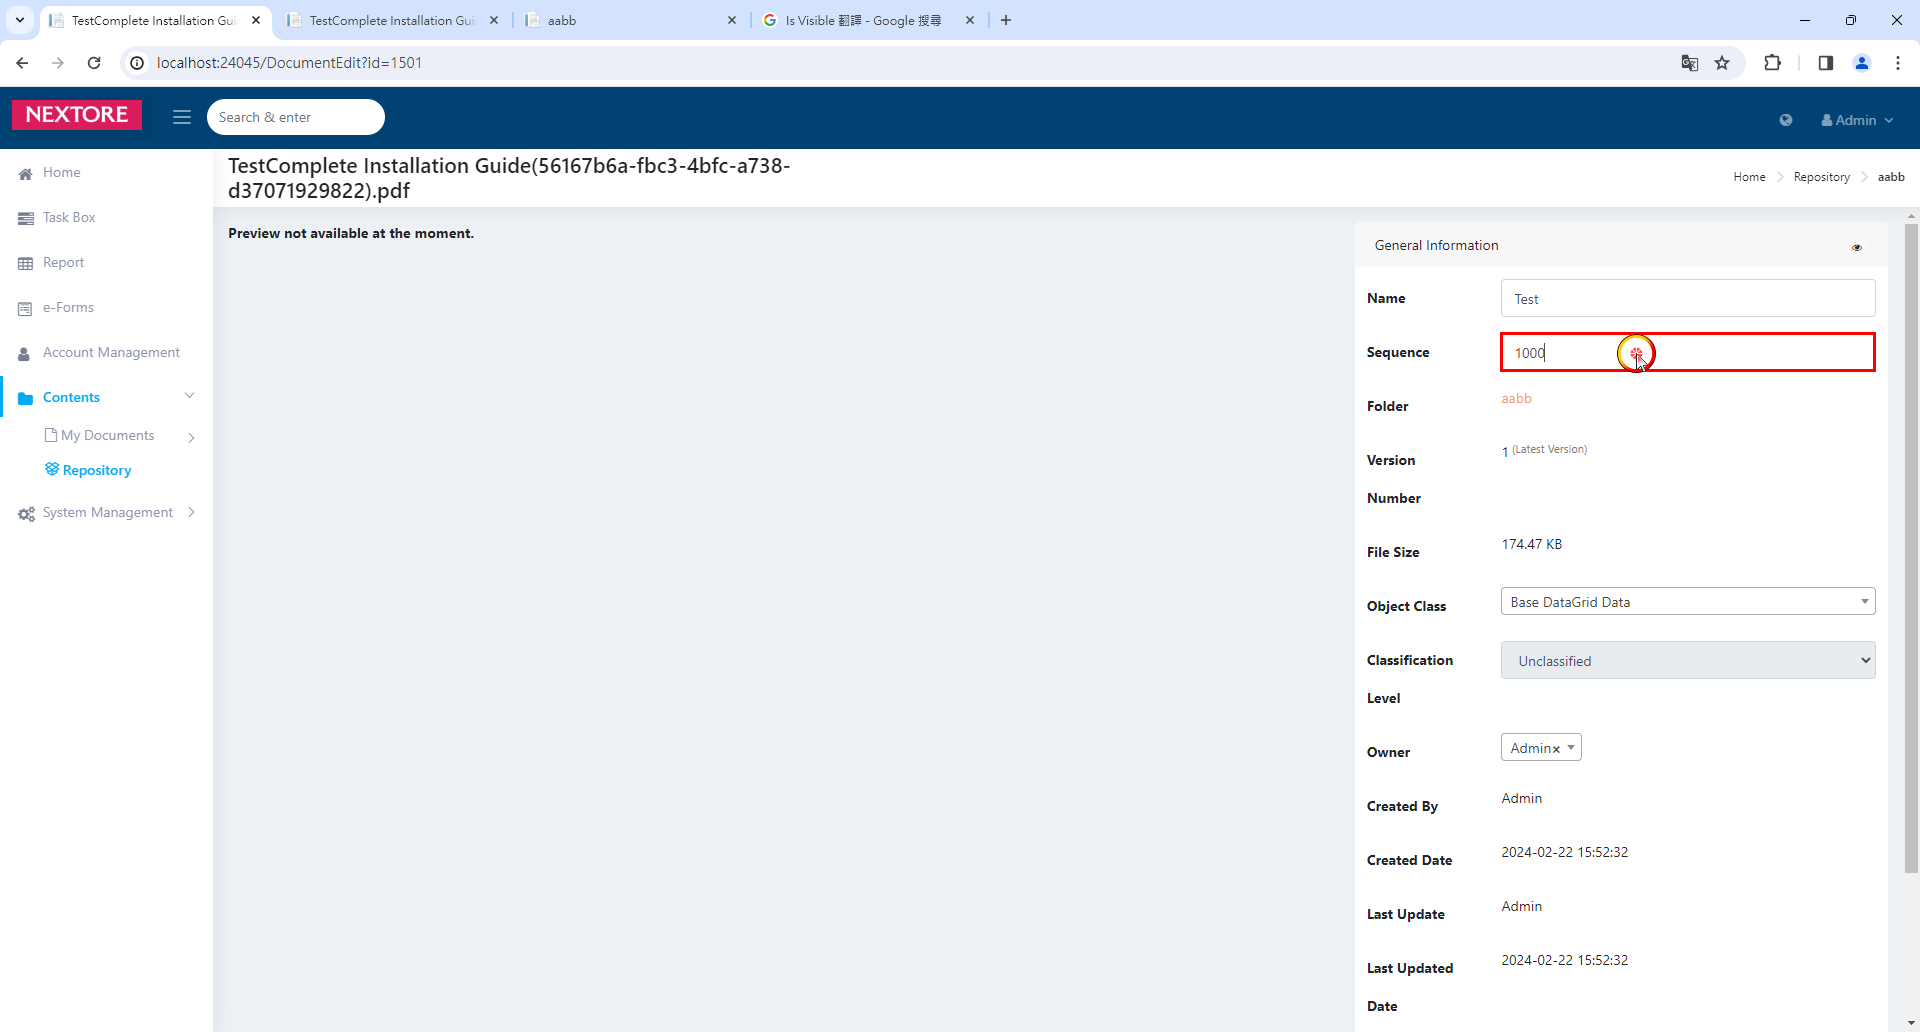 TestComplete Installation Gui
TestComplete Installation Gui
aabb
Is Visible 翻譯 - Google 搜尋
localhost:24045/DocumentEdit?id=1501
NEXTORE
Search & enter
Admin
Home
Task Box
Report
e-Forms
Account Management
Contents
My Documents
Repository
System Management
TestComplete Installation Guide(56167b6a-fbc3-4bfc-a738-
d37071929822).pdf
Home
Repository
aabb
Preview not available at the moment.
General Information
Name
Test
Sequence
1000
Folder
aabb
Version
Number
1 (Latest Version)
File Size
174.47 KB
Object Class
Base DataGrid Data
Classification
Level
Unclassified
Owner
Admin×
Created By
Admin
Created Date
2024-02-22 15:52:32
Last Update
Admin
Last Updated
Date
2024-02-22 15:52:32